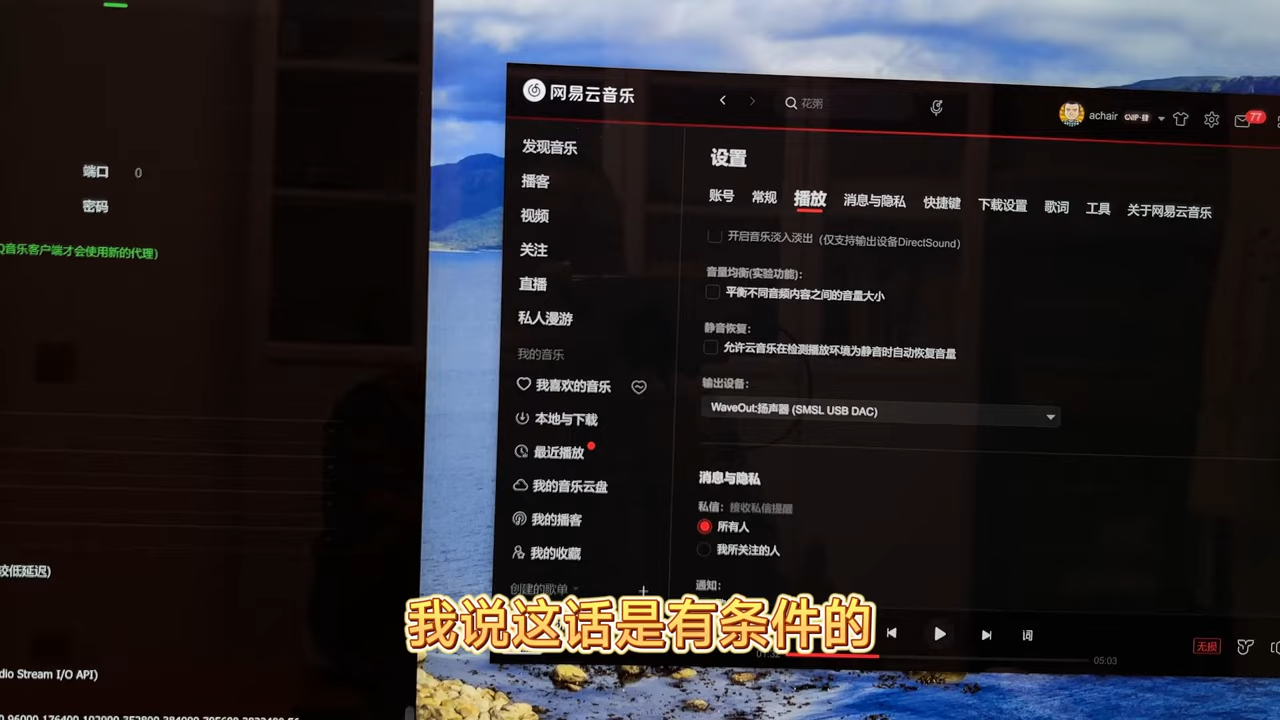 端口 0
密码
Q音乐客户端才会使用新的代理)
较低延迟)
dio Stream I/O API)
网易云音乐
花粥
achair
77
发现音乐
播客
视频
关注
直播
私人漫游
我的音乐
我喜欢的音乐
本地与下载
最近播放
我的音乐云盘
我的播客
我的收藏
创建的歌单
设置
账号 常规 播放 消息与隐私 快捷键 下载设置 歌词 工具 关于网易云音乐
开启音乐淡入淡出（仅支持输出设备DirectSound）
音量均衡(实验功能)：
平衡不同音频内容之间的音量大小
静音恢复：
允许云音乐在检测播放环境为静音时自动恢复音量
输出设备：
WaveOut:扬声器 (SMSL USB DAC)
消息与隐私
私信： 接收私信提醒
所有人
我所关注的人
通知：
词
无损
05:03
我说这话是有条件的